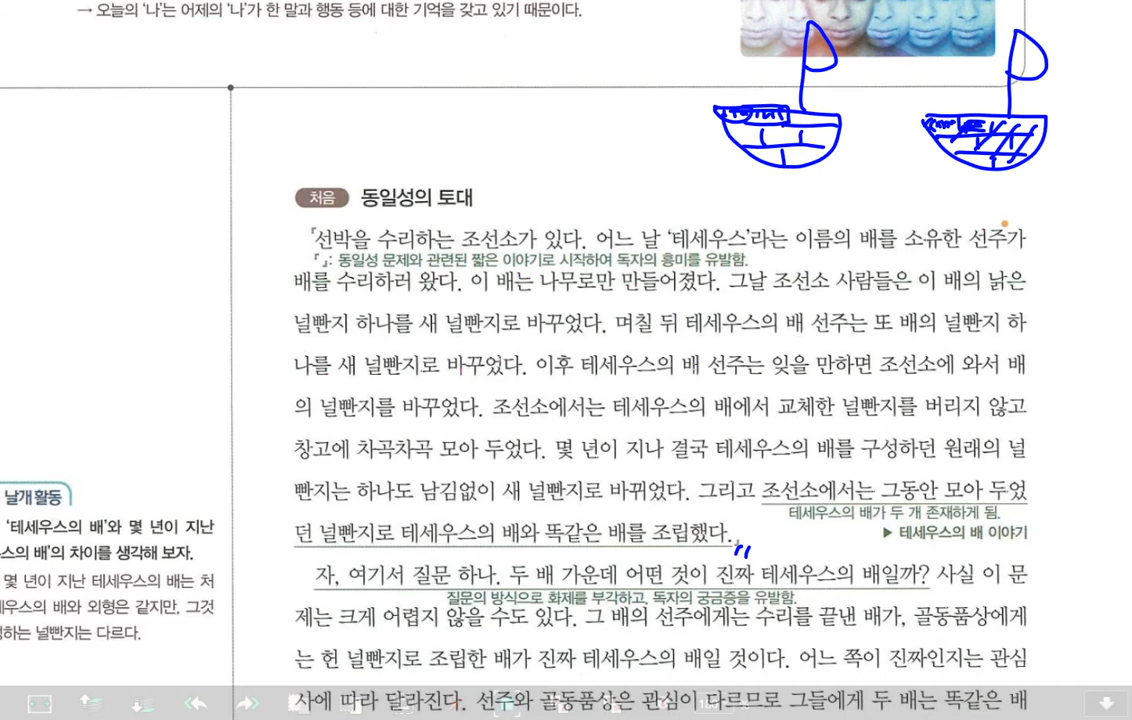 → 오늘의 ‘나’는 어제의 ‘나’가 한 말과 행동 등에 대한 기억을 갖고 있기 때문이다.
처음 동일성의 토대
『선박을 수리하는 조선소가 있다. 어느 날 ‘테세우스’라는 이름의 배를 소유한 선주가
『 』: 동일성 문제와 관련된 짧은 이야기로 시작하여 독자의 흥미를 유발함.
배를 수리하러 왔다. 이 배는 나무로만 만들어졌다. 그날 조선소 사람들은 이 배의 낡은
널빤지 하나를 새 널빤지로 바꾸었다. 며칠 뒤 테세우스의 배 선주는 또 배의 널빤지 하
나를 새 널빤지로 바꾸었다. 이후 테세우스의 배 선주는 잊을 만하면 조선소에 와서 배
의 널빤지를 바꾸었다. 조선소에서는 테세우스의 배에서 교체한 널빤지를 버리지 않고
창고에 차곡차곡 모아 두었다. 몇 년이 지나 결국 테세우스의 배를 구성하던 원래의 널
빤지는 하나도 남김없이 새 널빤지로 바뀌었다. 그리고 조선소에서는 그동안 모아 두었
테세우스의 배가 두 개 존재하게 됨.
던 널빤지로 테세우스의 배와 똑같은 배를 조립했다.』
▶ 테세우스의 배 이야기
자, 여기서 질문 하나. 두 배 가운데 어떤 것이 진짜 테세우스의 배일까? 사실 이 문
질문의 방식으로 화제를 부각하고, 독자의 궁금증을 유발함.
제는 크게 어렵지 않을 수도 있다. 그 배의 선주에게는 수리를 끝낸 배가, 골동품상에게
는 헌 널빤지로 조립한 배가 진짜 테세우스의 배일 것이다. 어느 쪽이 진짜인지는 관심
사에 따라 달라진다. 선주와 골동품상은 관심이 다르므로 그들에게 두 배는 똑같은 배
날개 활동
‘테세우스의 배’와 몇 년이 지난
스의 배’의 차이를 생각해 보자.
몇 년이 지난 테세우스의 배는 처
세우스의 배와 외형은 같지만, 그것
하는 널빤지는 다르다.